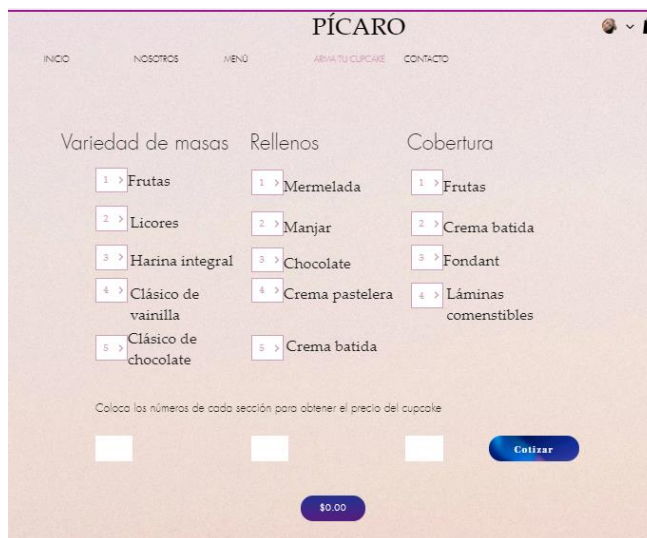 PÍCARO
INICIO NOSOTROS MENÚ ARMA TU CUPCAKE CONTACTO
Variedad de masas
1 > Frutas
2 > Licores
3 > Harina integral
4 > Clásico de
vainilla
5 > Clásico de
chocolate
Rellenos
1 > Mermelada
2 > Manjar
3 > Chocolate
4 > Crema pastelera
5 > Crema batida
Cobertura
1 > Frutas
2 > Crema batida
3 > Fondant
4 > Láminas
comenstibles
Coloca los números de cada sección para obtener el precio del cupcake
Cotizar
$0.00